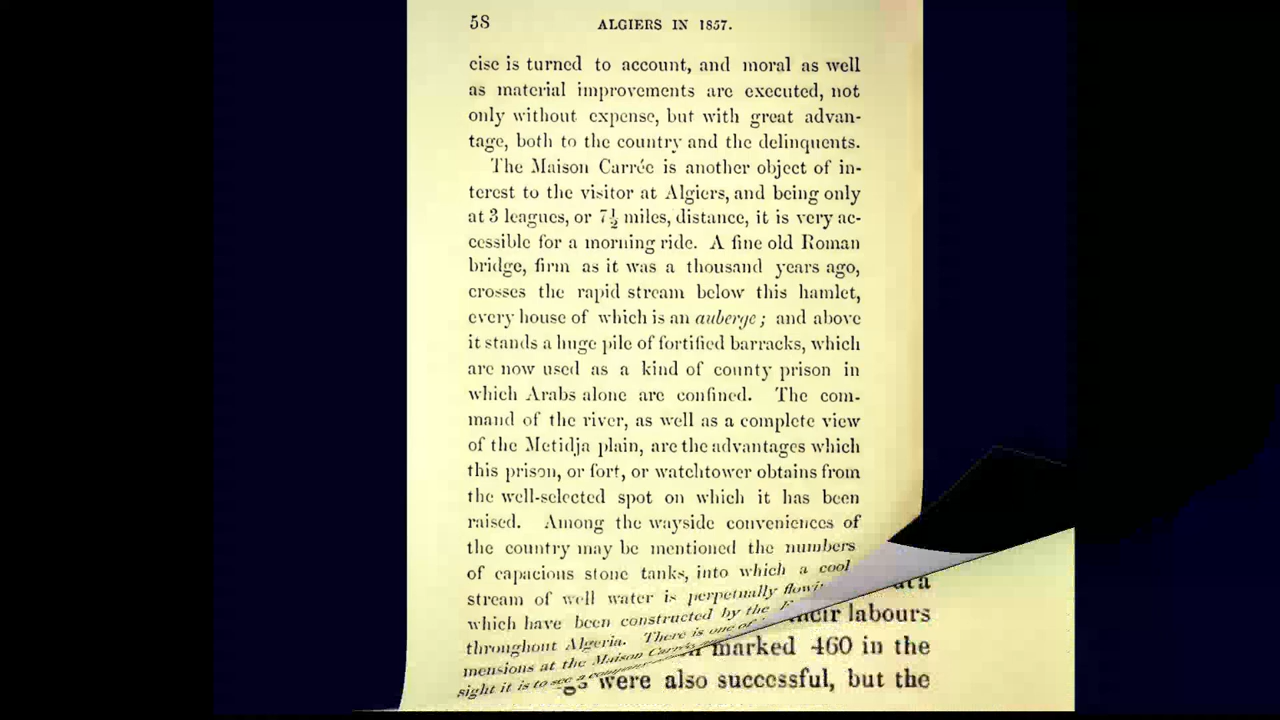 58 ALGIERS IN 1857.
cise is turned to account, and moral as well
as material improvements are executed, not
only without expense, but with great advan-
tage, both to the country and the delinquents.
The Maison Carrée is another object of in-
terest to the visitor at Algiers, and being only
at 3 leagues, or 7½ miles, distance, it is very ac-
cessible for a morning ride. A fine old Roman
bridge, firm as it was a thousand years ago,
crosses the rapid stream below this hamlet,
every house of which is an auberge; and above
it stands a huge pile of fortified barracks, which
are now used as a kind of county prison in
which Arabs alone are confined. The com-
mand of the river, as well as a complete view
of the Metidja plain, are the advantages which
this prison, or fort, or watchtower obtains from
the well-selected spot on which it has been
raised. Among the wayside conveniences of
the country may be mentioned the numbers
of capacious stone tanks, into which a cool
stream of well water is perpetually
which have been constructed by the
throughout Algeria. There is one of
mensions at the Maison
sight it is to see a
labours
marked 460 in the
were also successful, but the